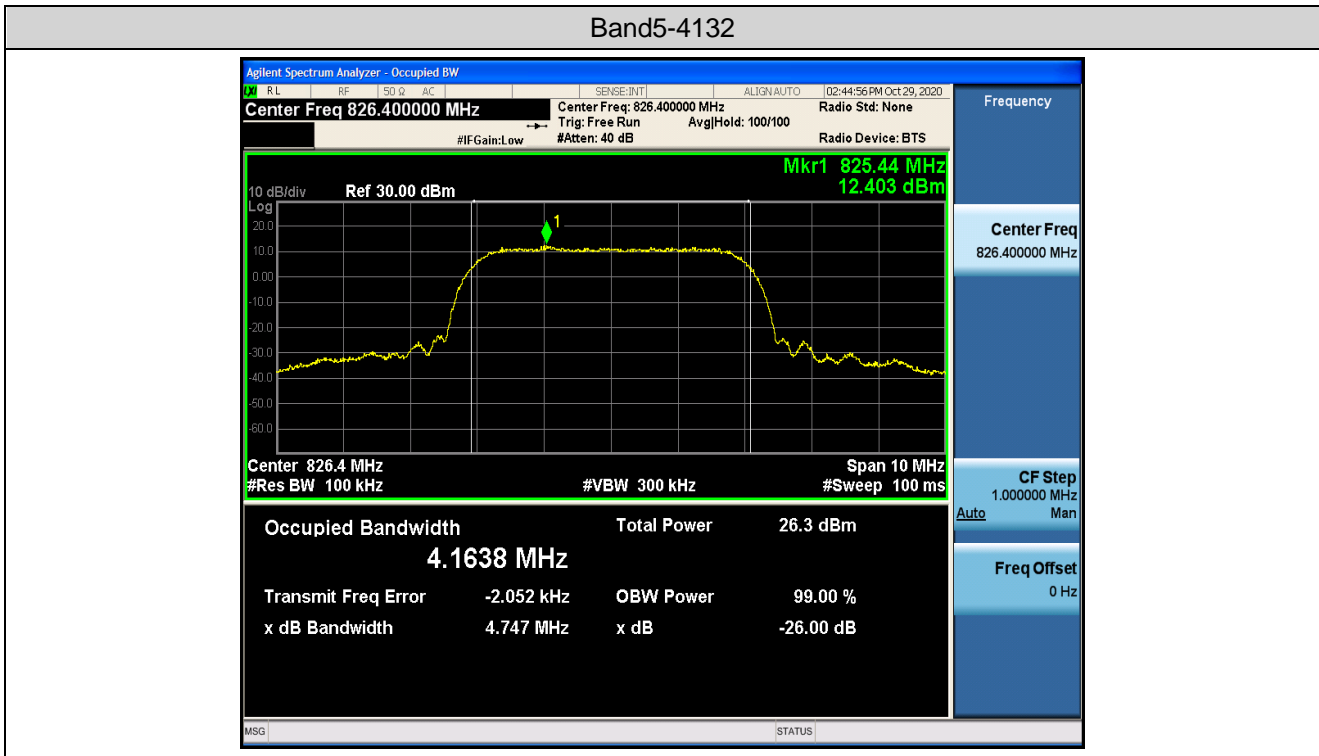 Band5-4132
Agilent Spectrum Analyzer - Occupied BW
LXI RL RF 50 Ω AC SENSE:INT ALIGN AUTO 02:44:56 PM Oct 29, 2020
Center Freq 826.400000 MHz
Center Freq: 826.400000 MHz
Radio Std: None
Trig: Free Run Avg|Hold: 100/100
#IFGain:Low
#Atten: 40 dB
Radio Device: BTS
Mkr1 825.44 MHz
12.403 dBm
10 dB/div Ref 30.00 dBm
Log
20.0
1
10.0
0.00
-10.0
-20.0
-30.0
-40.0
-50.0
-60.0
Center 826.4 MHz
Span 10 MHz
#Res BW 100 kHz
#VBW 300 kHz
#Sweep 100 ms
Occupied Bandwidth
Total Power 26.3 dBm
4.1638 MHz
Transmit Freq Error -2.052 kHz
OBW Power 99.00 %
x dB Bandwidth 4.747 MHz
x dB -26.00 dB
Frequency
Center Freq
826.400000 MHz
CF Step
1.000000 MHz
Auto Man
Freq Offset
0 Hz
MSG
STATUS